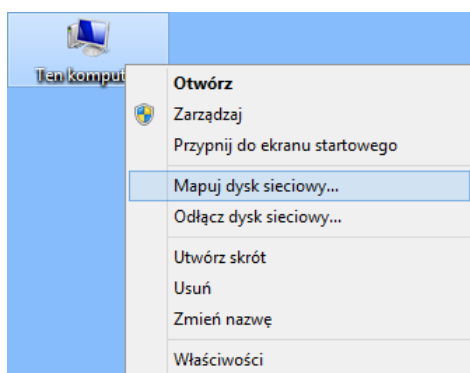 Ten komput
Otwórz
Zarządzaj
Przypnij do ekranu startowego
Mapuj dysk sieciowy...
Odłącz dysk sieciowy...
Utwórz skrót
Usuń
Zmień nazwę
Właściwości